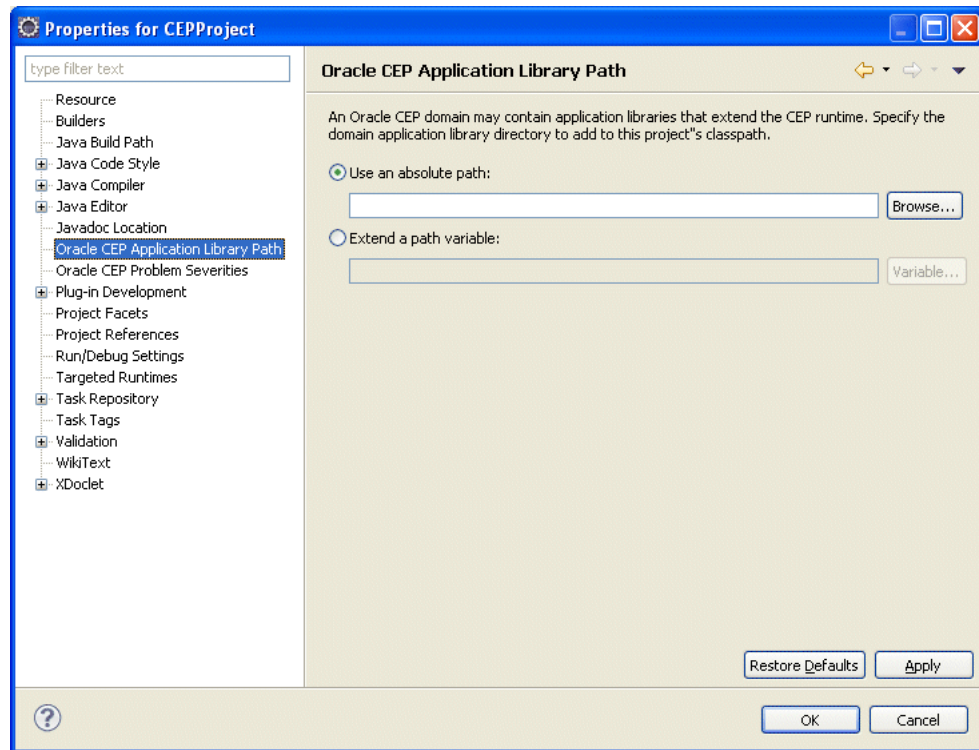 Properties for CEPProject
type filter text
Resource
Builders
Java Build Path
Java Code Style
Java Compiler
Java Editor
Javadoc Location
Oracle CEP Application Library Path
Oracle CEP Problem Severities
Plug-in Development
Project Facets
Project References
Run/Debug Settings
Targeted Runtimes
Task Repository
Task Tags
Validation
WikiText
XDoclet
Oracle CEP Application Library Path
An Oracle CEP domain may contain application libraries that extend the CEP runtime. Specify the
domain application library directory to add to this project"s classpath.
Use an absolute path:
Browse...
Extend a path variable:
Variable...
Restore Defaults
Apply
?
OK
Cancel